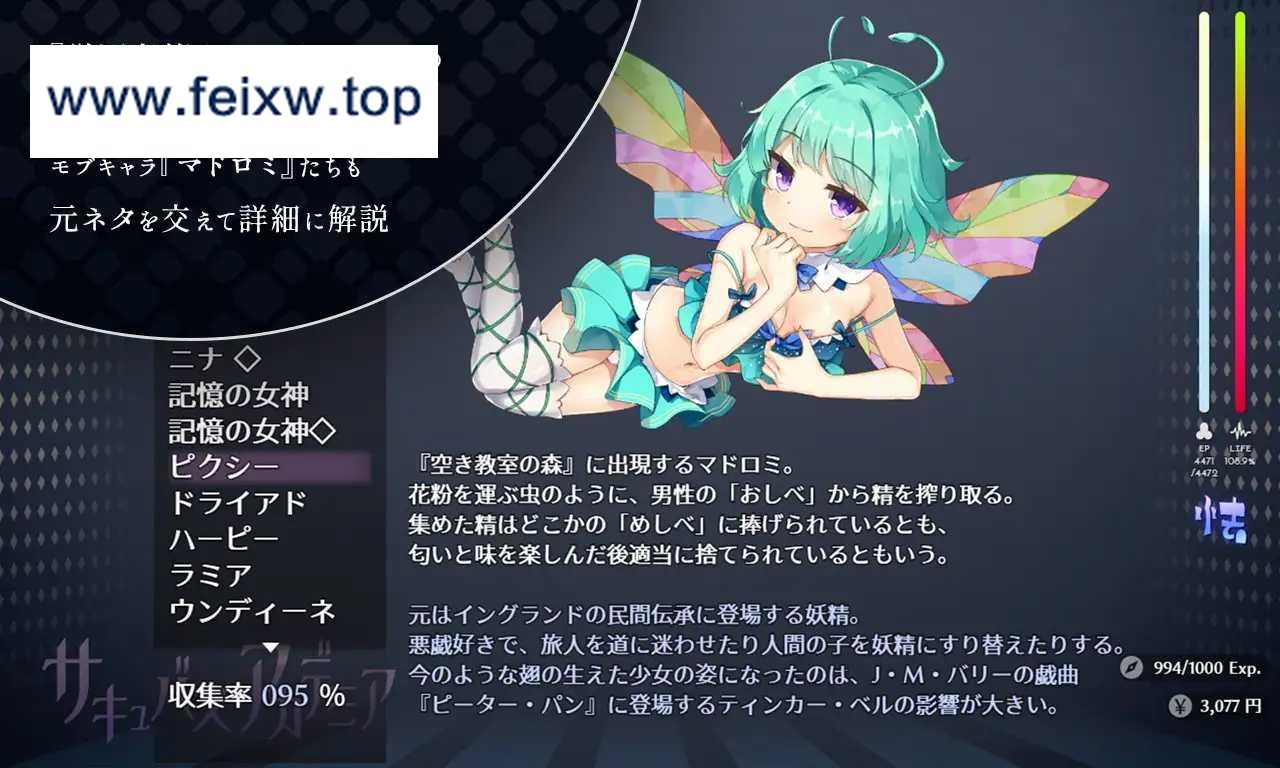 www.feixw.top
モブキャラ『マドロミ』たちも
元ネタを交えて詳細に解説
ニナ ◇
記憶の女神
記憶の女神◇
ピクシー
ドライアド
ハーピー
ラミア
ウンディーネ
収集率 095 %
『空き教室の森』に出現するマドロミ。
花粉を運ぶ虫のように、男性の「おしべ」から精を搾り取る。
集めた精はどこかの「めしべ」に捧げられているとも、
匂いと味を楽しんだ後適当に捨てられているともいう。
元はイングランドの民間伝承に登場する妖精。
悪戯好きで、旅人を道に迷わせたり人間の子を妖精にすり替えたりする。
今のような翅の生えた少女の姿になったのは、J・M・バリーの戯曲
『ピーター・パン』に登場するティンカー・ベルの影響が大きい。
EP
4471
/4472
LIFE
108.9%
994/1000 Exp.
¥ 3,077 円